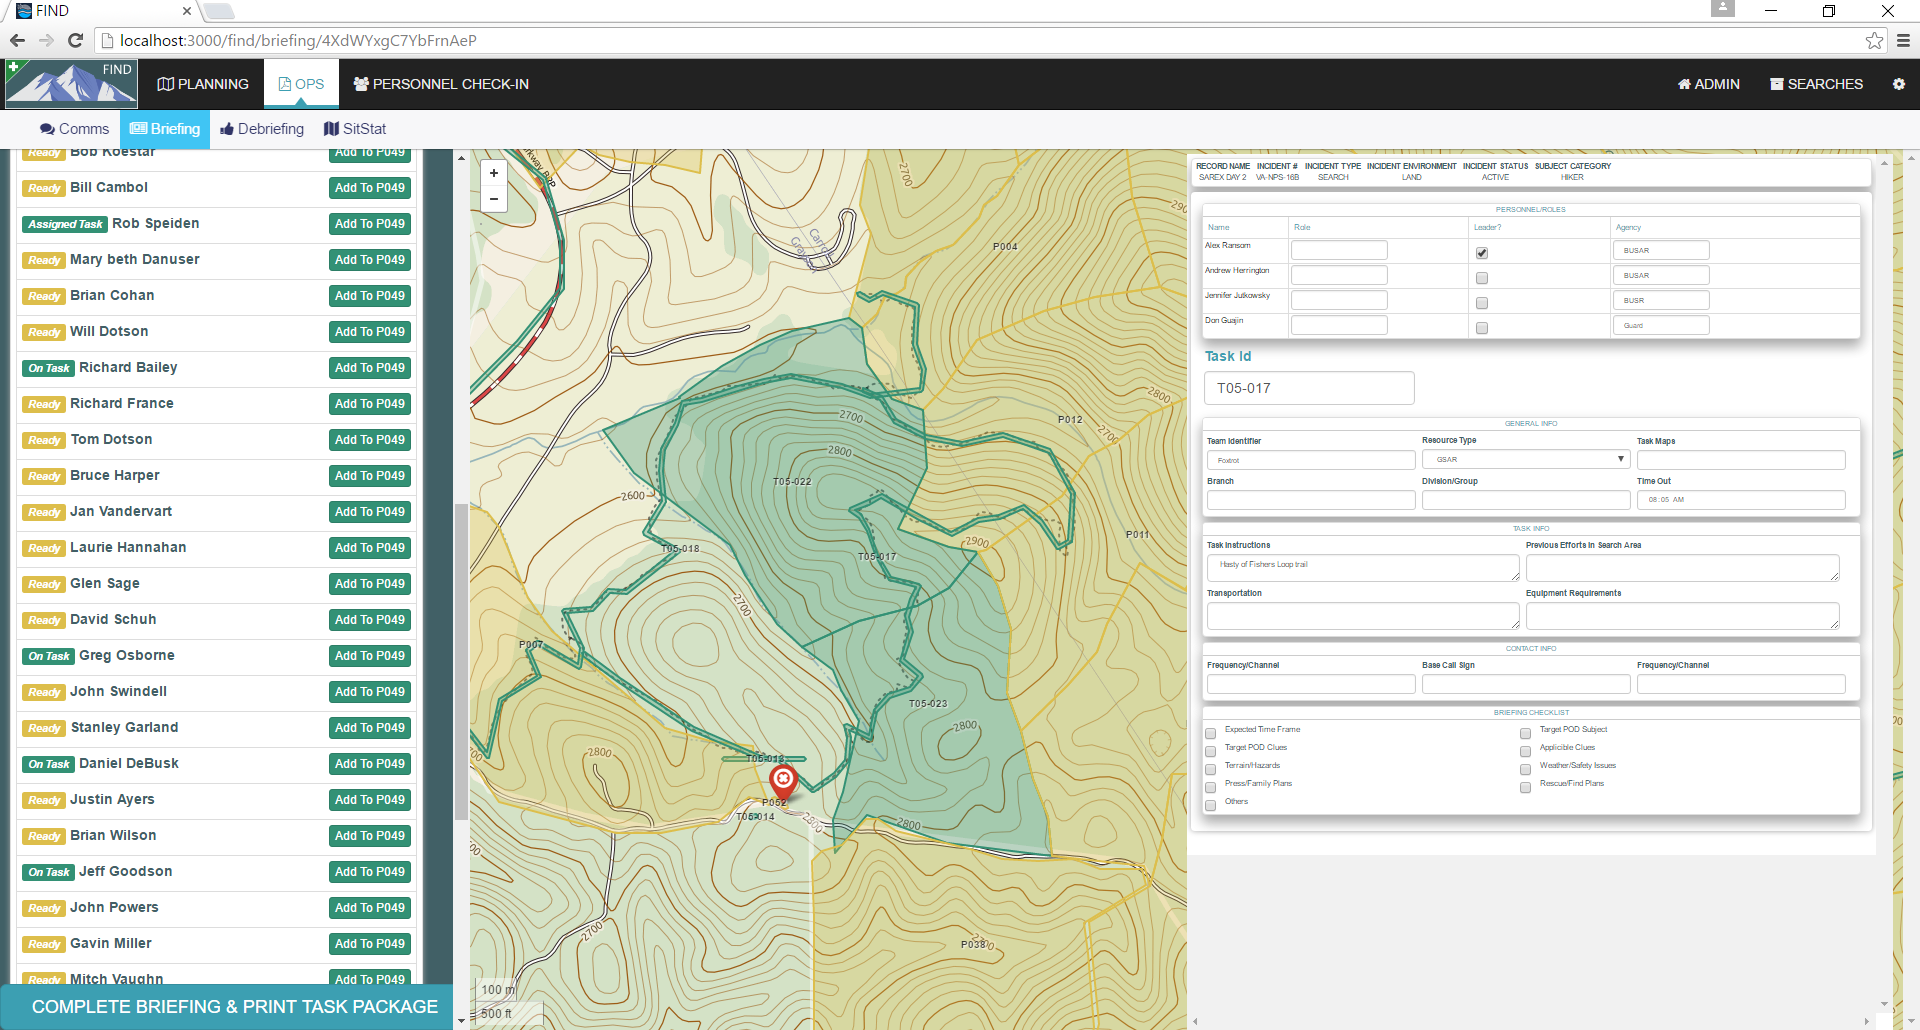 FIND
localhost:3000/find/briefing/4XdWYxgC7YbFrnAeP
FIND
PLANNING
OPS
PERSONNEL CHECK-IN
ADMIN
SEARCHES
Comms
Briefing
Debriefing
SitStat
Ready Bob Koestar Add To P049
Ready Bill Cambol Add To P049
Assigned Task Rob Speiden Add To P049
Ready Mary beth Danuser Add To P049
Ready Brian Cohan Add To P049
Ready Will Dotson Add To P049
On Task Richard Bailey Add To P049
Ready Richard France Add To P049
Ready Tom Dotson Add To P049
Ready Bruce Harper Add To P049
Ready Jan Vandervart Add To P049
Ready Laurie Hannahan Add To P049
Ready Glen Sage Add To P049
Ready David Schuh Add To P049
On Task Greg Osborne Add To P049
Ready John Swindell Add To P049
Ready Stanley Garland Add To P049
On Task Daniel DeBusk Add To P049
Ready Justin Ayers Add To P049
Ready Brian Wilson Add To P049
On Task Jeff Goodson Add To P049
Ready John Powers Add To P049
Ready Gavin Miller Add To P049
Ready Mitch Vaughn Add To P049
COMPLETE BRIEFING & PRINT TASK PACKAGE
+
−
2700
P004
Carroll
Grayson
2800
P012
2700
2700
2800
T05-022
2600
T05-018
T05-017
2900
P011
2700
P007
T05-023
2800
2800
T05-013
P052
T05-014
2800
2800
2700
P038
2700
100 m
500 ft
RECORD NAME INCIDENT # INCIDENT TYPE INCIDENT ENVIRONMENT INCIDENT STATUS SUBJECT CATEGORY
SAREX DAY 2 VA-NPS-16B SEARCH LAND ACTIVE HIKER
PERSONNEL/ROLES
Name Role Leader? Agency
Alex Ransom BUSAR
Andrew Herrington BUSAR
Jennifer Jutkowsky BUSR
Don Guajin Guard
Task Id
T05-017
GENERAL INFO
Team Identifier Resource Type Task Maps
Foxtrot GSAR
Branch Division/Group Time Out
08:05 AM
TASK INFO
Task Instructions Previous Efforts in Search Area
Hasty of Fishers Loop trail
Transportation Equipment Requirements
CONTACT INFO
Frequency/Channel Base Call Sign Frequency/Channel
BRIEFING CHECKLIST
Expected Time Frame Target POD Subject
Target POD Clues Applicible Clues
Terrain/Hazards Weather/Safety Issues
Press/Family Plans Rescue/Find Plans
Others